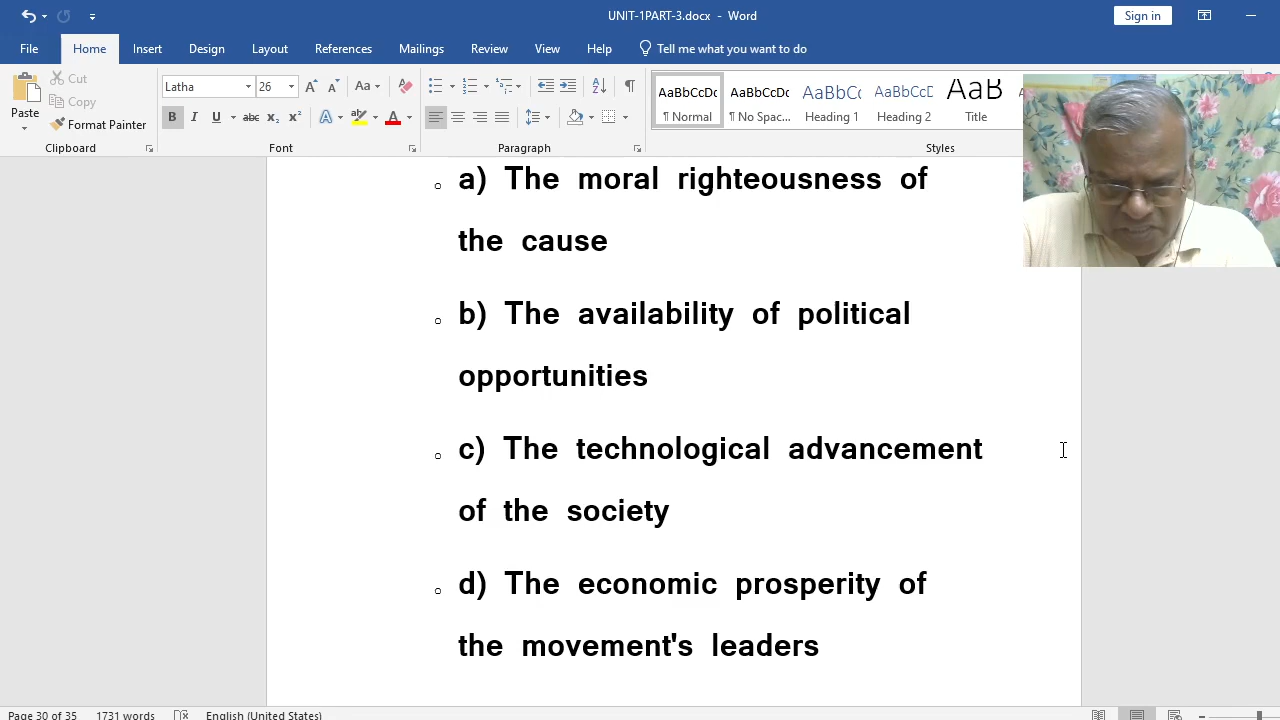 UNIT-1PART-3.docx - Word
Sign in
File Home Insert Design Layout References Mailings Review View Help Tell me what you want to do
Paste
Cut
Copy
Format Painter
Clipboard
Latha 26
Font
Paragraph
AaBbCcDc AaBbCcDc AaBbCc AaBbCcD AaB
¶ Normal ¶ No Spac... Heading 1 Heading 2 Title
Styles
a) The moral righteousness of
the cause
b) The availability of political
opportunities
c) The technological advancement
of the society
d) The economic prosperity of
the movement's leaders
Page 30 of 35 1731 words English (United States)